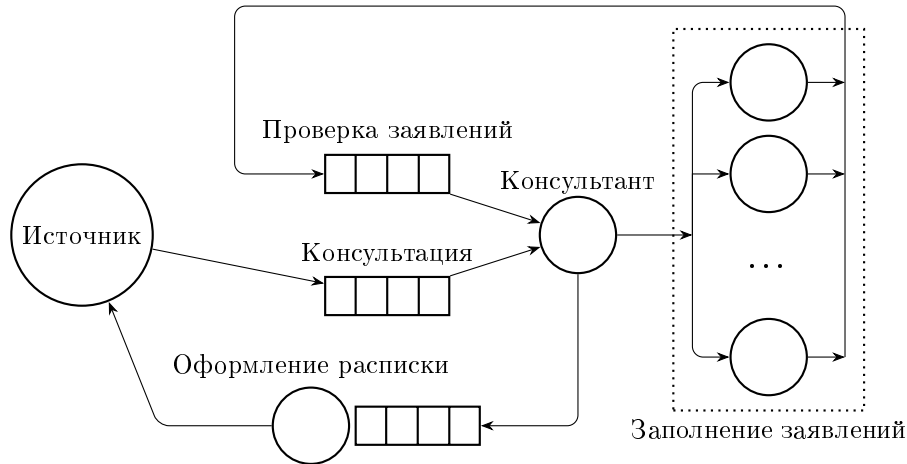 Проверка заявлений
Консультант
Источник
Консультация
...
Оформление расписки
Заполнение заявлений